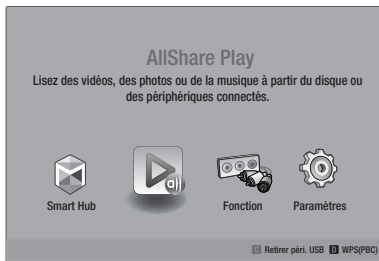 AllShare Play
Lisez des vidéos, des photos ou de la musique à partir du disque ou
des périphériques connectés.
all
Smart Hub
Fonction
Paramètres
C Retirer péri. USB D WPS(PBC)